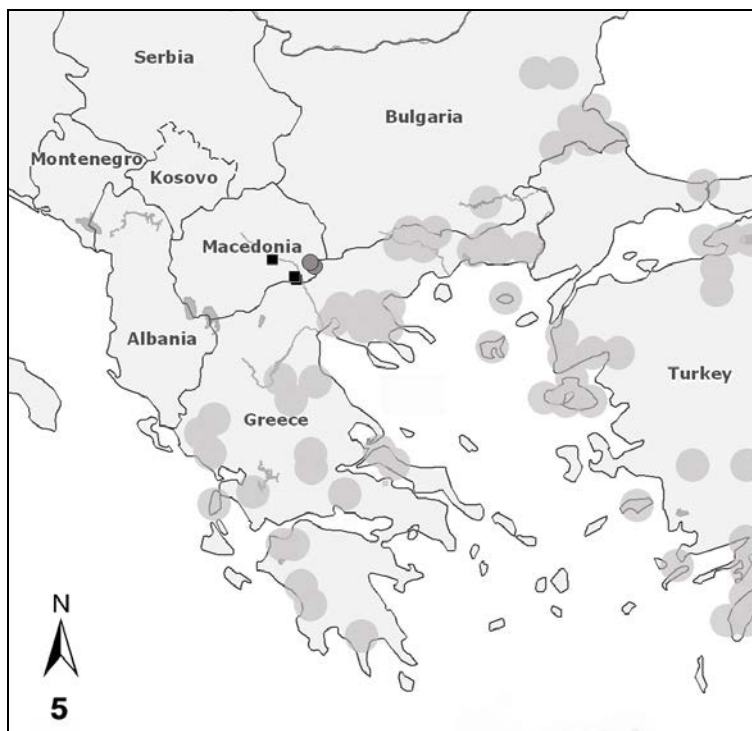 Serbia
Bulgaria
Montenegro
Kosovo
Macedonia
Albania
Turkey
Greece
N
5